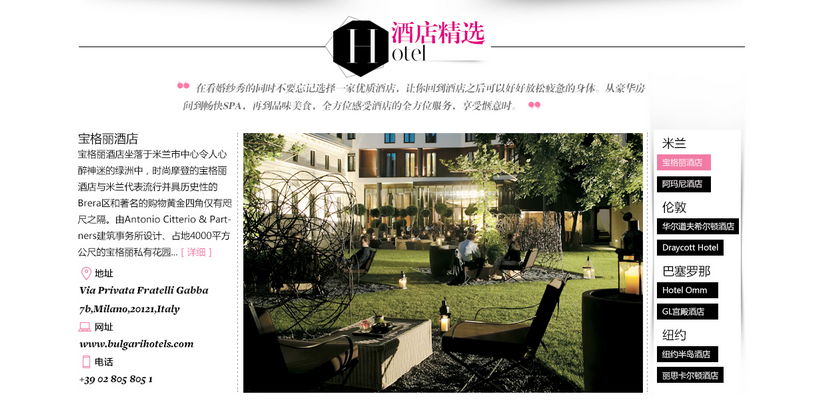 酒店精选
Hotel
在看婚纱秀的同时不要忘记选择一家优质酒店，让你回到酒店之后可以好好放松疲惫的身体。从豪华房
间到畅快SPA，再到品味美食，全方位感受酒店的全方位服务，享受惬意时。
宝格丽酒店
宝格丽酒店坐落于米兰市中心令人心
醉神迷的绿洲中，时尚摩登的宝格丽
酒店与米兰代表流行并具历史性的
Brera区和著名的购物黄金四角仅有咫
尺之隔。由Antonio Citterio & Part-
ners建筑事务所设计、占地4000平方
公尺的宝格丽私有花园... [ 详细 ]
地址
Via Privata Fratelli Gabba
7b,Milano,20121,Italy
网址
www.bulgarihotels.com
电话
+39 02 805 805 1
米兰
宝格丽酒店
阿玛尼酒店
伦敦
华尔道夫希尔顿酒店
Draycott Hotel
巴塞罗那
Hotel Omm
GL宫殿酒店
纽约
纽约半岛酒店
丽思卡尔顿酒店